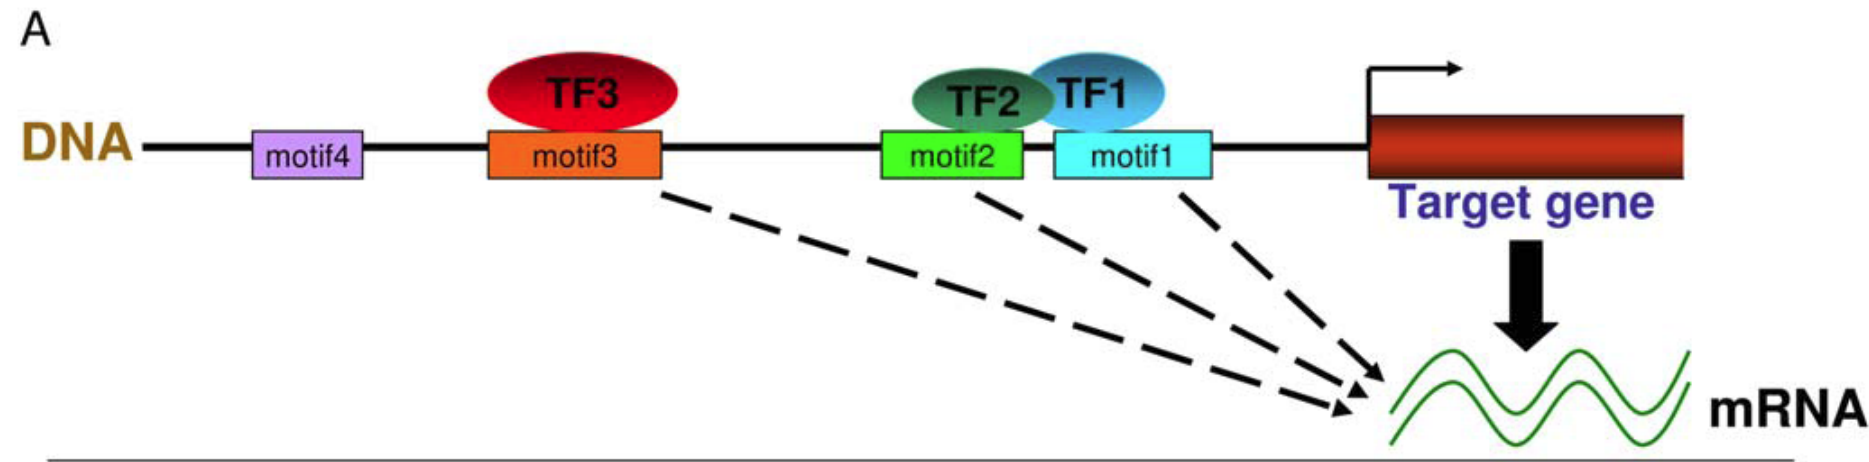 A
TF3 TF2 TF1
DNA motif4 motif3 motif2 motif1
Target gene
mRNA